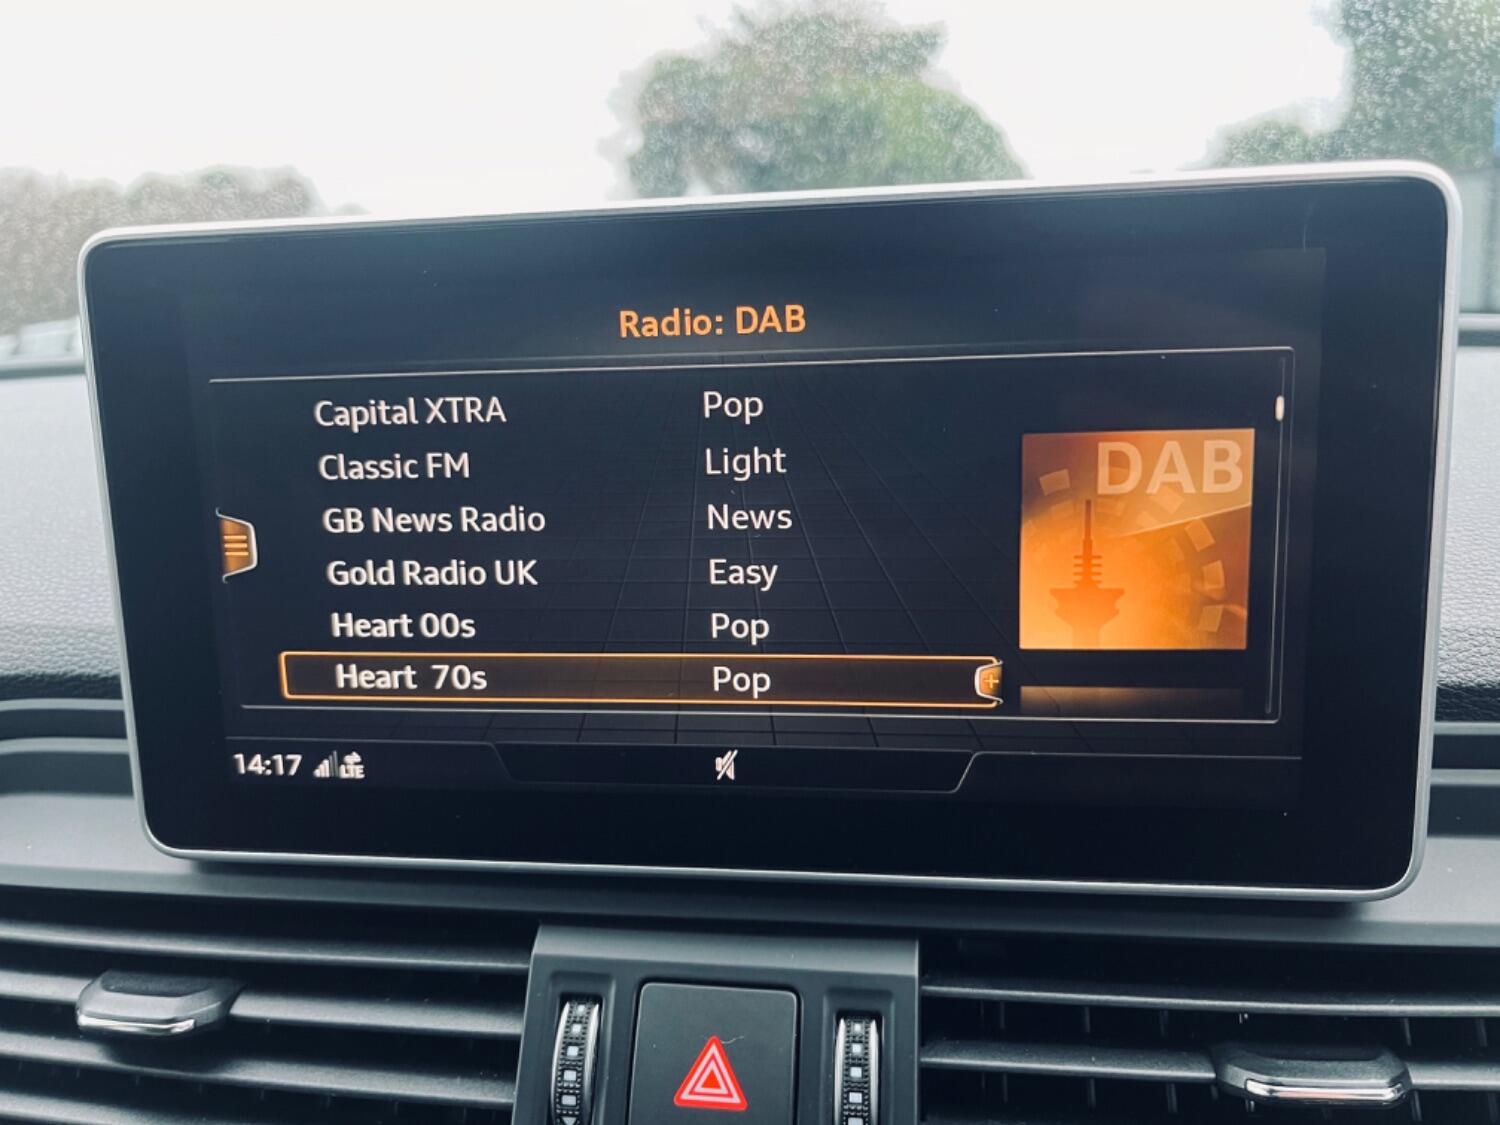 Radio: DAB
Capital XTRA Pop
Classic FM Light
GB News Radio News
Gold Radio UK Easy
Heart 00s Pop
Heart 70s Pop
DAB
14:17 LTE